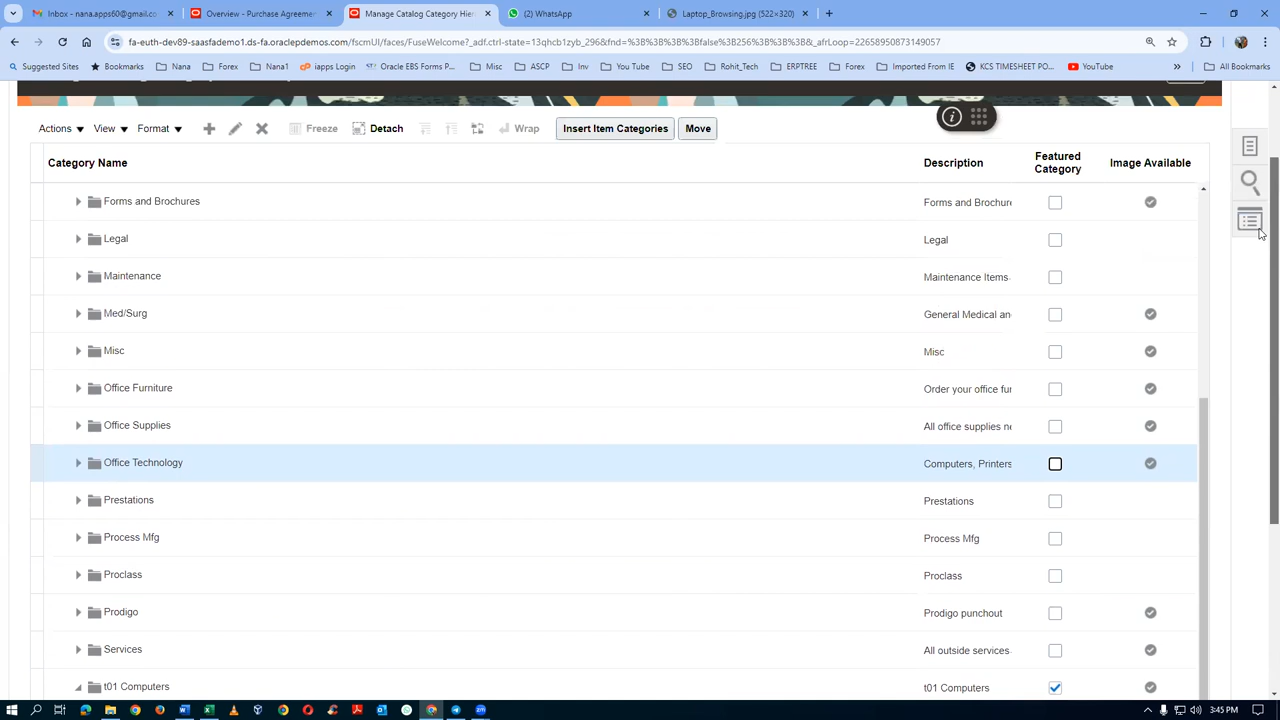 Inbox - nana.apps60@gmail.co
Overview - Purchase Agreemer
Manage Catalog Category Hier
(2) WhatsApp
Laptop_Browsing.jpg (522×320)
fa-euth-dev89-saasfademo1.ds-fa.oraclepdemos.com/fscmUI/faces/FuseWelcome?_adf.ctrl-state=13qhcb1zyb_296&fnd=%3B%3B%3B%3Bfalse%3B256%3B%3B%3B&_afrLoop=22658950873149057
Suggested Sites Bookmarks Nana Forex Nana1 iapps Login Oracle EBS Forms P... Misc ASCP Inv You Tube SEO Rohit_Tech ERPTREE Forex Imported From IE KCS TIMESHEET PO... YouTube » All Bookmarks
Actions View Format Freeze Detach Wrap Insert Item Categories Move
Category Name Description Featured Category Image Available
Forms and Brochures Forms and Brochure
Legal Legal
Maintenance Maintenance Items
Med/Surg General Medical an
Misc Misc
Office Furniture Order your office fur
Office Supplies All office supplies ne
Office Technology Computers, Printers
Prestations Prestations
Process Mfg Process Mfg
Proclass Proclass
Prodigo Prodigo punchout
Services All outside services
t01 Computers t01 Computers
3:45 PM